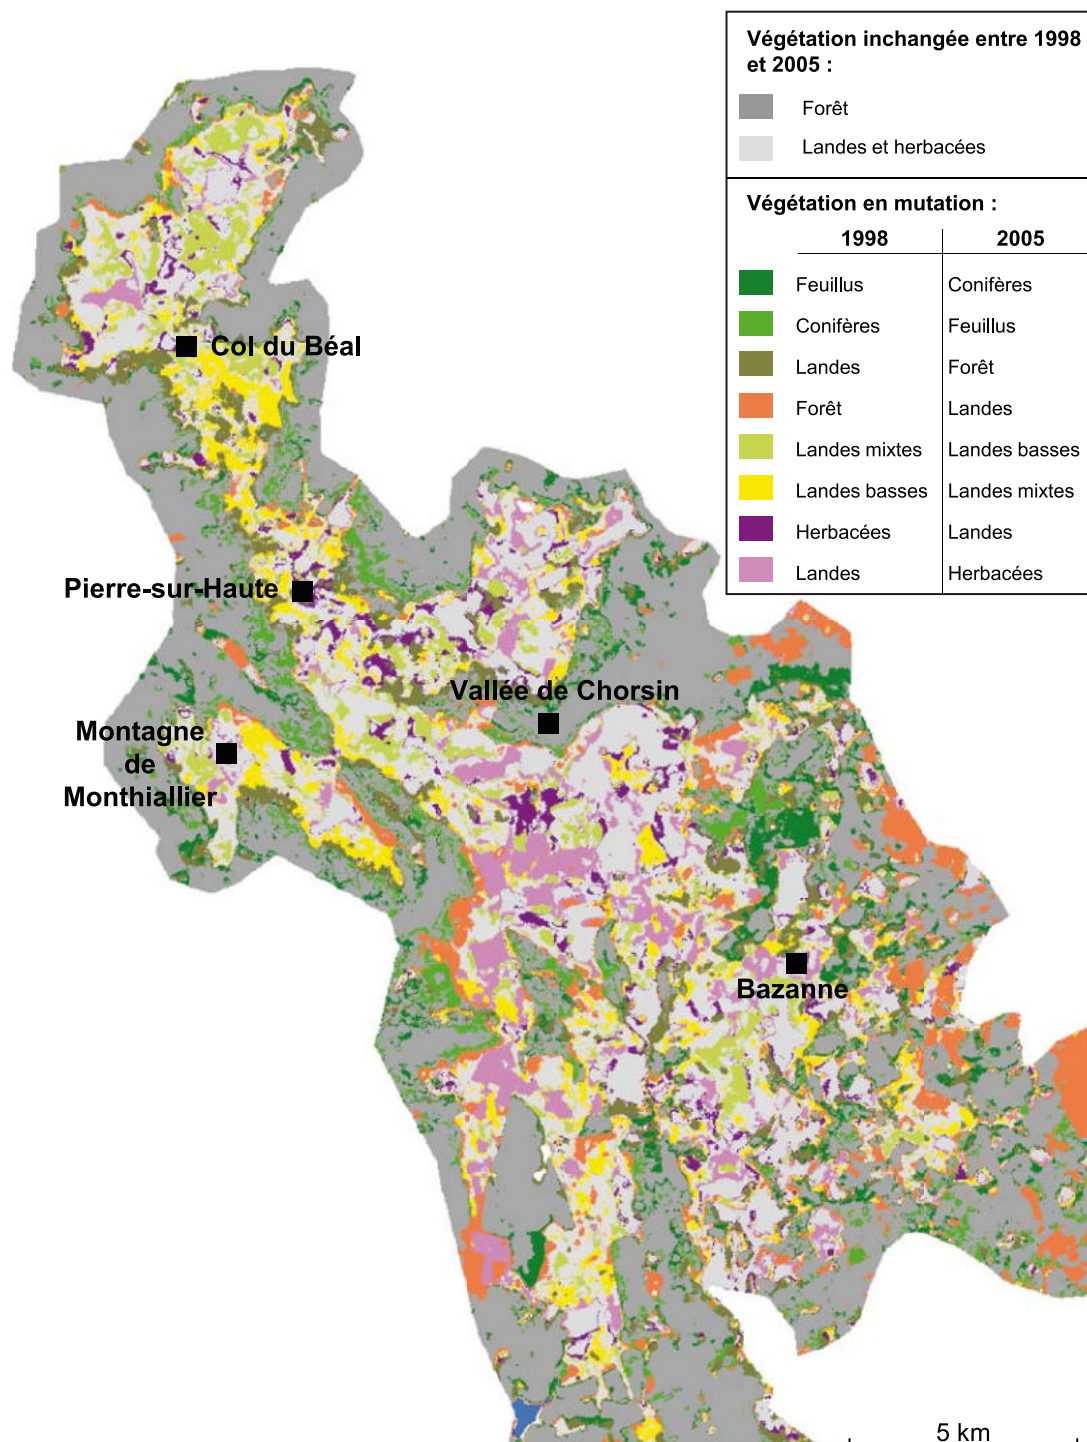 Végétation inchangée entre 1998
et 2005 :
Forêt
Landes et herbacées
Végétation en mutation :
1998 2005
Feuillus Conifères
Conifères Feuillus
Landes Forêt
Forêt Landes
Landes mixtes Landes basses
Landes basses Landes mixtes
Herbacées Landes
Landes Herbacées
Col du Béal
Pierre-sur-Haute
Vallée de Chorsin
Montagne
de
Monthiallier
Bazanne
5 km